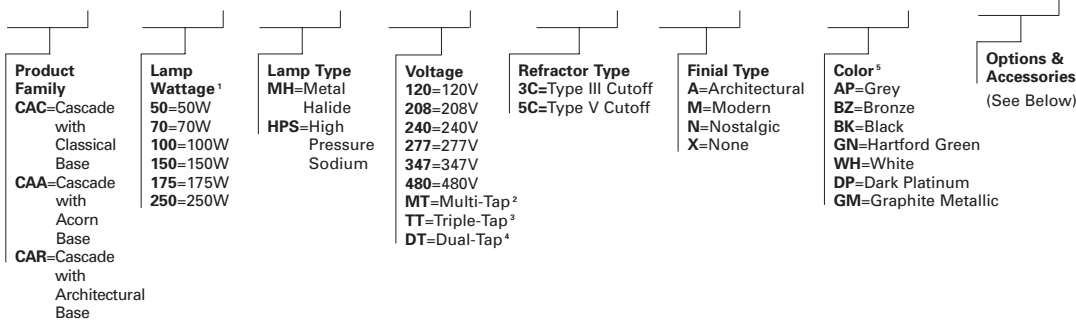 Product
Family
CAC=Cascade
with
Classical
Base
CAA=Cascade
with
Acorn
Base
CAR=Cascade
with
Architectural
Base
Lamp
Wattage ¹
50=50W
70=70W
100=100W
150=150W
175=175W
250=250W
Lamp Type
MH=Metal
Halide
HPS=High
Pressure
Sodium
Voltage
120=120V
208=208V
240=240V
277=277V
347=347V
480=480V
MT=Multi-Tap ²
TT=Triple-Tap ³
DT=Dual-Tap ⁴
Refractor Type
3C=Type III Cutoff
5C=Type V Cutoff
Finial Type
A=Architectural
M=Modern
N=Nostalgic
X=None
Color ⁵
AP=Grey
BZ=Bronze
BK=Black
GN=Hartford Green
WH=White
DP=Dark Platinum
GM=Graphite Metallic
Options &
Accessories
(See Below)